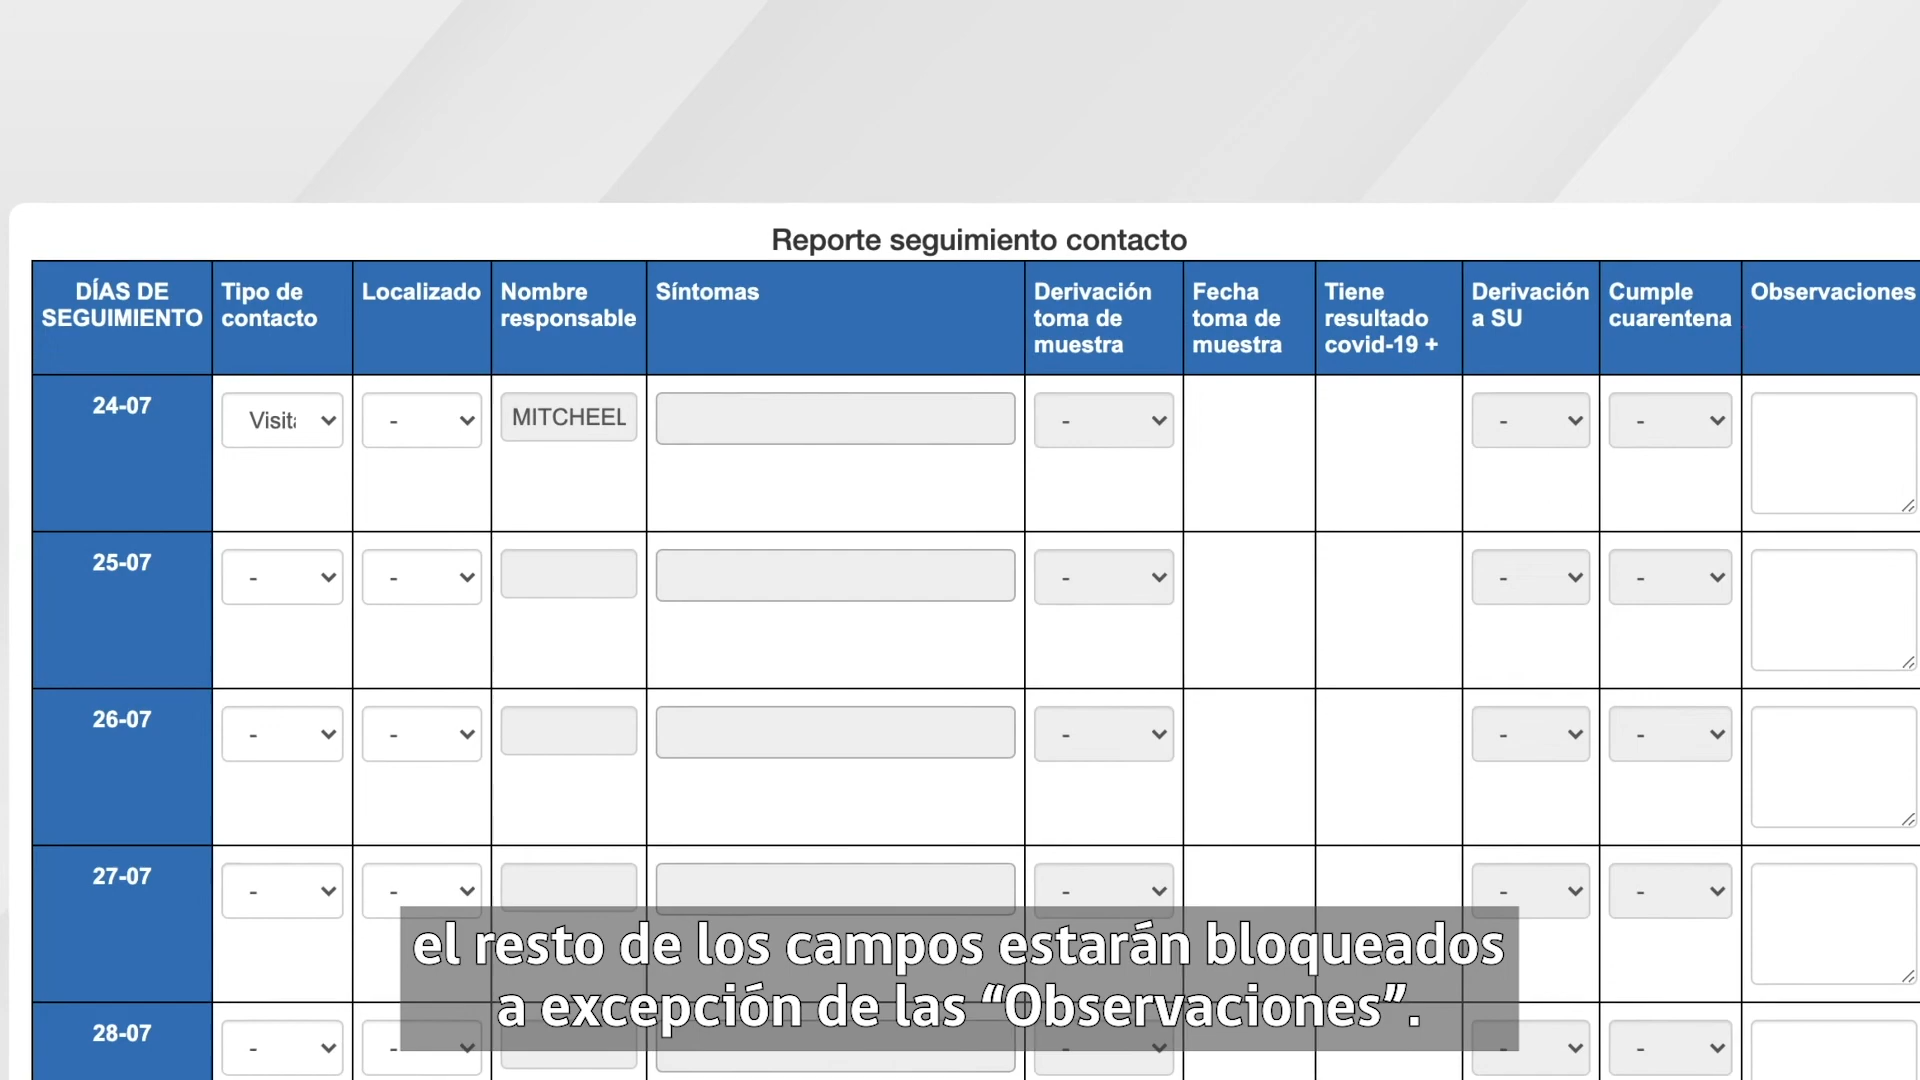 Reporte seguimiento contacto
DÍAS DE
SEGUIMIENTO
Tipo de
contacto
Localizado
Nombre
responsable
Síntomas
Derivación
toma de
muestra
Fecha
toma de
muestra
Tiene
resultado
covid-19 +
Derivación
a SU
Cumple
cuarentena
Observaciones
24-07
-
MITCHEEL
-
-
-
25-07
-
-
-
-
-
26-07
-
-
-
-
-
27-07
-
-
-
-
-
28-07
-
-
-
-
-
el resto de los campos estarán bloqueados
a excepción de las “Observaciones”.